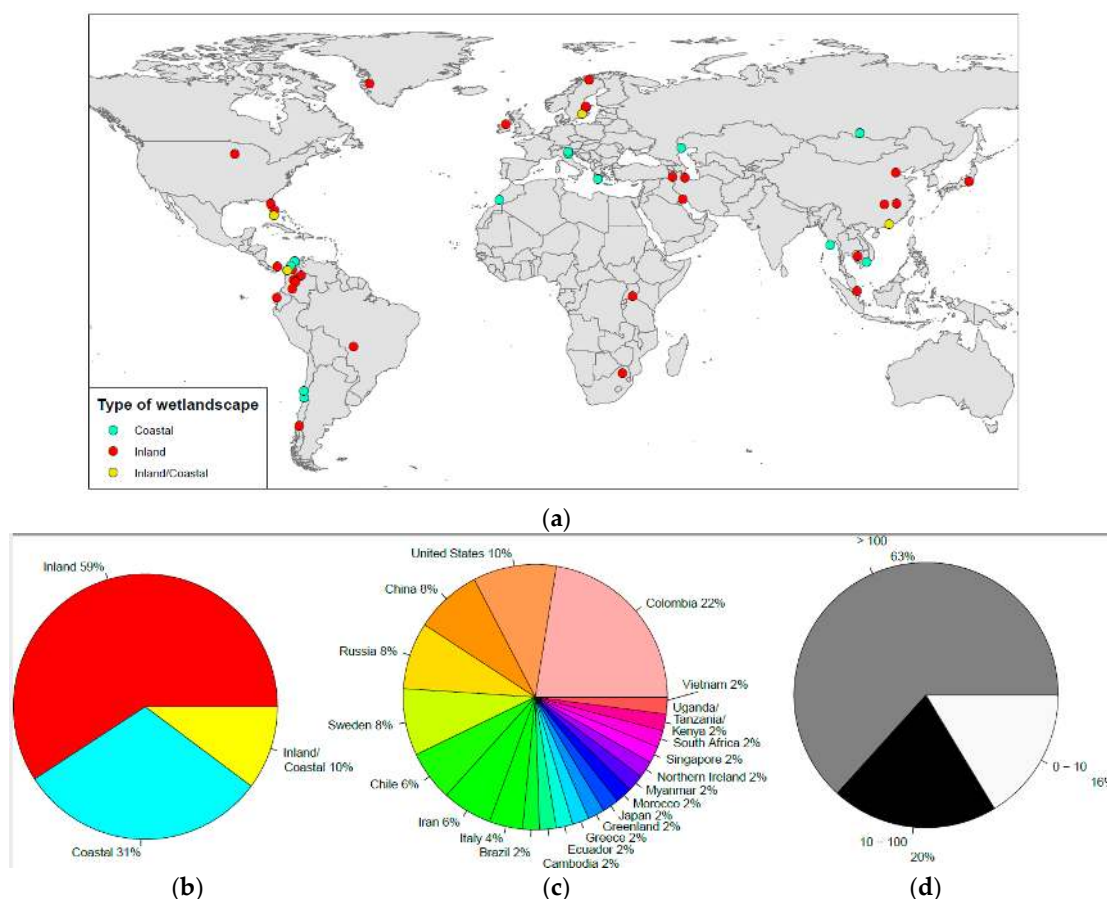 Type of wetlandscape
Coastal
Inland
Inland/Coastal
(a)
Inland 59%
Inland/
Coastal 10%
Coastal 31%
(b)
United States 10%
China 8%
Colombia 22%
Russia 8%
Sweden 8%
Chile 6%
Iran 6%
Italy 4%
Brazil 2%
Cambodia 2%
Ecuador 2%
Greece 2%
Greenland 2%
Japan 2%
Morocco 2%
Myanmar 2%
Northern Ireland 2%
Singapore 2%
South Africa 2%
Uganda/
Tanzania/
Kenya 2%
Vietnam 2%
(c)
> 100
63%
0 – 10
16%
10 – 100
20%
(d)